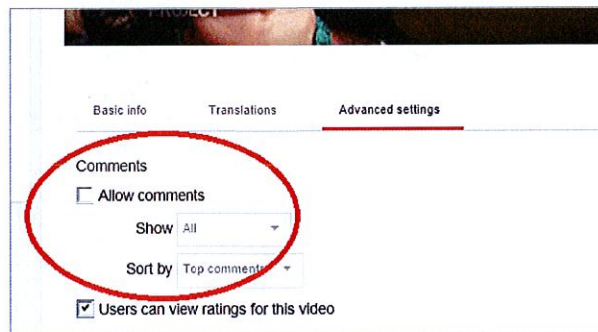 PROJECT
Basic info Translations Advanced settings
Comments
Allow comments
Show All
Sort by Top comments
Users can view ratings for this video